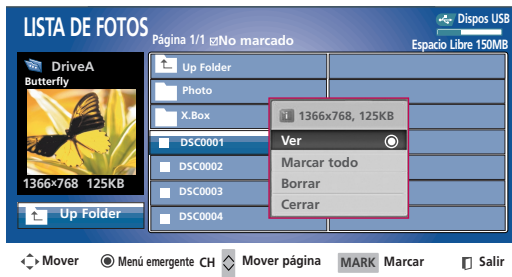 LISTA DE FOTOS
Página 1/1 No marcado
Dispos USB
Espacio Libre 150MB
DriveA
Butterfly
1366x768 125KB
Up Folder
Up Folder
Photo
X.Box
DSC0001
DSC0002
DSC0003
DSC0004
1366x768, 125KB
Ver
Marcar todo
Borrar
Cerrar
Mover Menú emergente CH Mover página MARK Marcar Salir